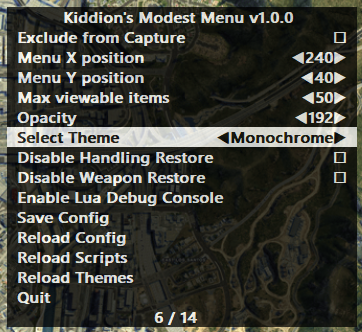 Kiddion's Modest Menu v1.0.0
Exclude from Capture
Menu X position ◀240▶
Menu Y position ◀40▶
Max viewable items ◀50▶
Opacity ◀192▶
Select Theme ◀Monochrome▶
Disable Handling Restore
Disable Weapon Restore
Enable Lua Debug Console
Save Config
Reload Config
Reload Scripts
Reload Themes
Quit
6 / 14